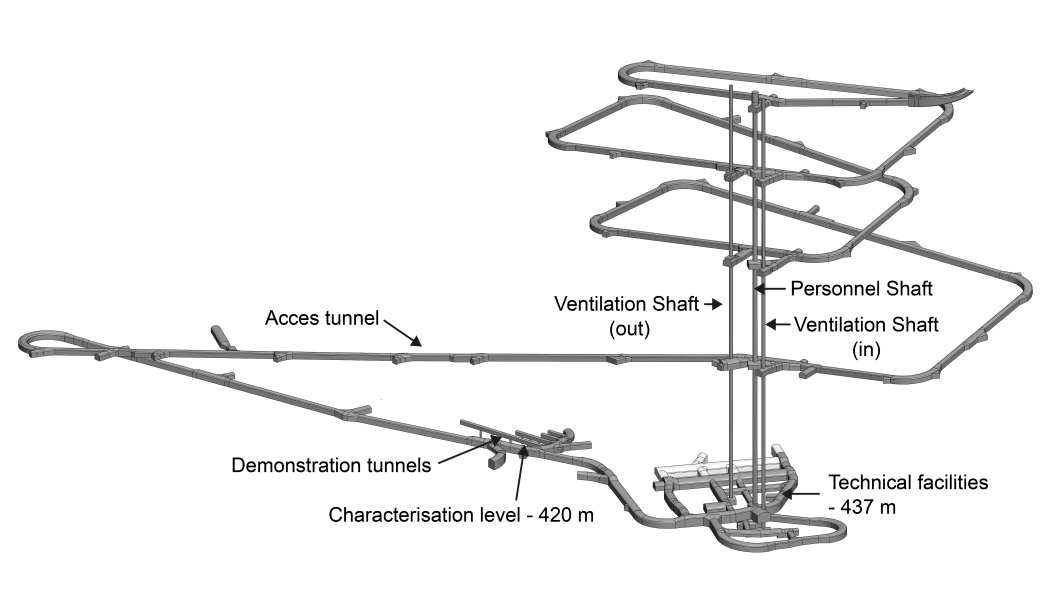 Personnel Shaft
Ventilation Shaft
(out)
Acces tunnel
Ventilation Shaft
(in)
Demonstration tunnels
Technical facilities
- 437 m
Characterisation level - 420 m